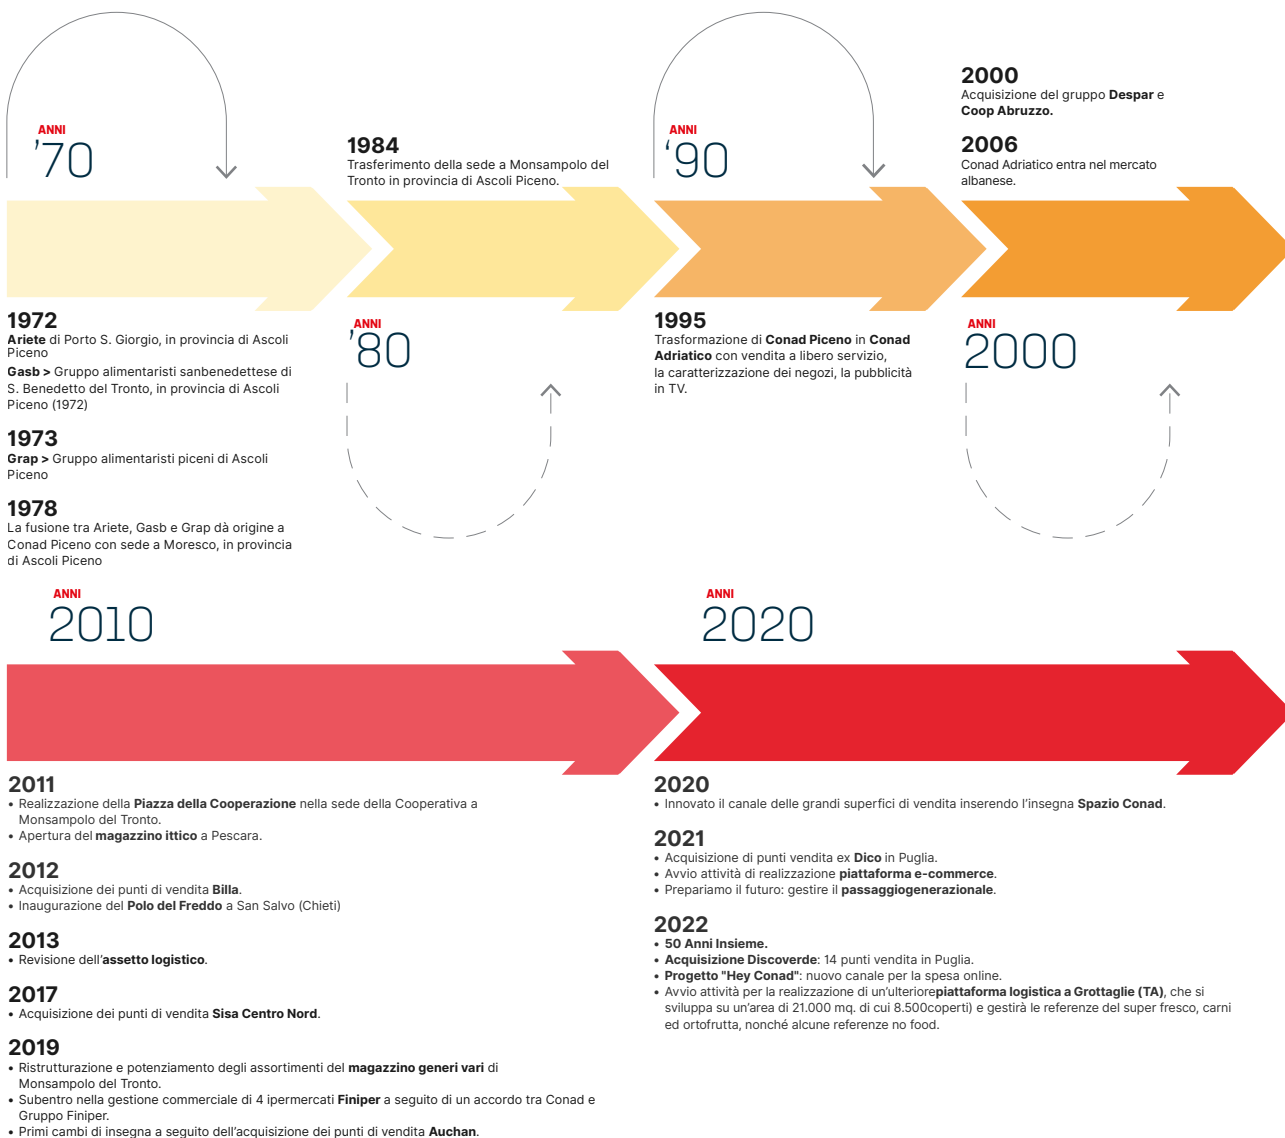 ANNI
'70
1984
Trasferimento della sede a Monsampolo del
Tronto in provincia di Ascoli Piceno.
ANNI
‘90
2000
Acquisizione del gruppo Despar e
Coop Abruzzo.
2006
Conad Adriatico entra nel mercato
albanese.
1972
Ariete di Porto S. Giorgio, in provincia di Ascoli
Piceno
Gasb > Gruppo alimentaristi sanbenedettese di
S. Benedetto del Tronto, in provincia di Ascoli
Piceno (1972)
1973
Grap > Gruppo alimentaristi piceni di Ascoli
Piceno
1978
La fusione tra Ariete, Gasb e Grap dà origine a
Conad Piceno con sede a Moresco, in provincia
di Ascoli Piceno
ANNI
'80
1995
Trasformazione di Conad Piceno in Conad
Adriatico con vendita a libero servizio,
la caratterizzazione dei negozi, la pubblicità
in TV.
ANNI
2000
ANNI
2010
ANNI
2020
2011
• Realizzazione della Piazza della Cooperazione nella sede della Cooperativa a
Monsampolo del Tronto.
• Apertura del magazzino ittico a Pescara.
2012
• Acquisizione dei punti di vendita Billa.
• Inaugurazione del Polo del Freddo a San Salvo (Chieti)
2013
• Revisione dell'assetto logistico.
2017
• Acquisizione dei punti di vendita Sisa Centro Nord.
2019
• Ristrutturazione e potenziamento degli assortimenti del magazzino generi vari di
Monsampolo del Tronto.
• Subentro nella gestione commerciale di 4 ipermercati Finiper a seguito di un accordo tra Conad e
Gruppo Finiper.
• Primi cambi di insegna a seguito dell’acquisizione dei punti di vendita Auchan.
2020
• Innovato il canale delle grandi superfici di vendita inserendo l’insegna Spazio Conad.
2021
• Acquisizione di punti vendita ex Dico in Puglia.
• Avvio attività di realizzazione piattaforma e-commerce.
• Prepariamo il futuro: gestire il passaggiogenerazionale.
2022
• 50 Anni Insieme.
• Acquisizione Discoverde: 14 punti vendita in Puglia.
• Progetto "Hey Conad": nuovo canale per la spesa online.
• Avvio attività per la realizzazione di un’ulteriorepiattaforma logistica a Grottaglie (TA), che si
sviluppa su un’area di 21.000 mq. di cui 8.500coperti) e gestirà le referenze del super fresco, carni
ed ortofrutta, nonché alcune referenze no food.